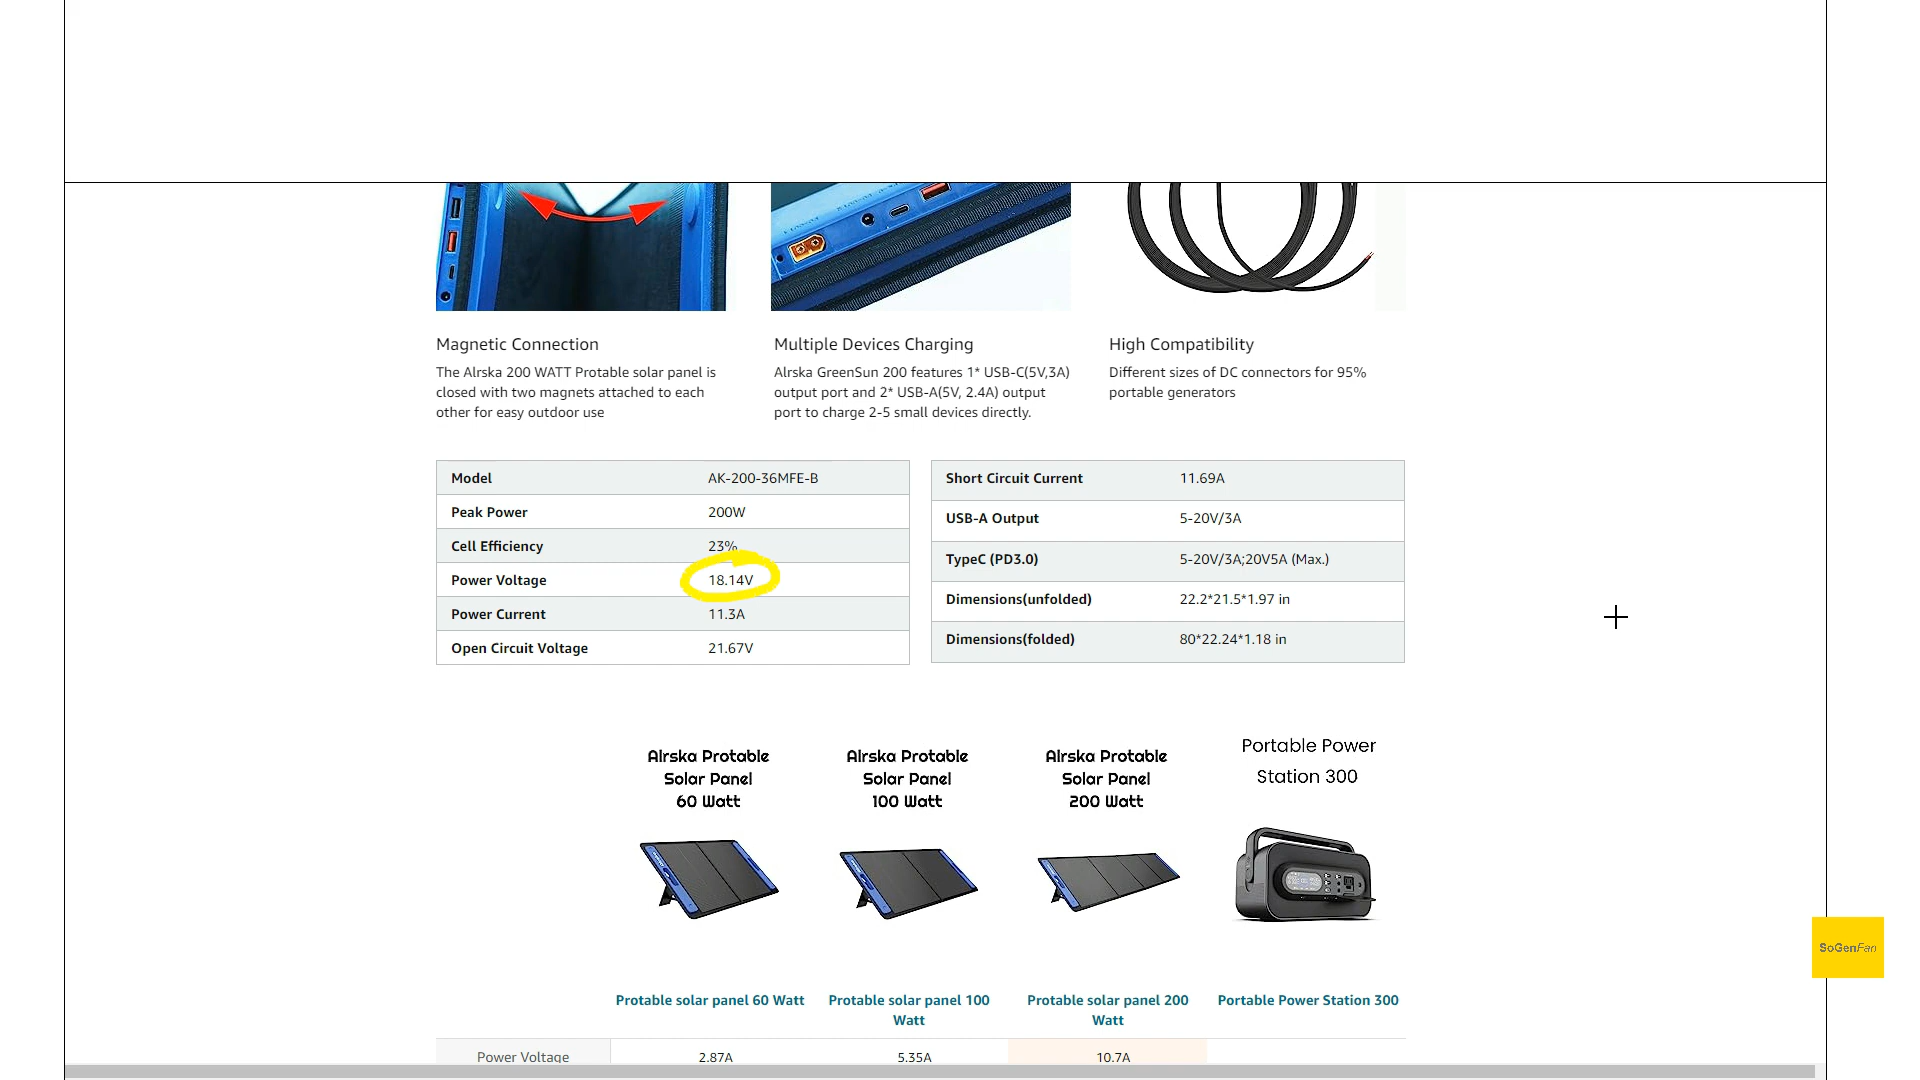 Magnetic Connection
The Alrska 200 WATT Protable solar panel is
closed with two magnets attached to each
other for easy outdoor use
Multiple Devices Charging
Alrska GreenSun 200 features 1* USB-C(5V,3A)
output port and 2* USB-A(5V, 2.4A) output
port to charge 2-5 small devices directly.
High Compatibility
Different sizes of DC connectors for 95%
portable generators
Model AK-200-36MFE-B
Peak Power 200W
Cell Efficiency 23%
Power Voltage 18.14V
Power Current 11.3A
Open Circuit Voltage 21.67V
Short Circuit Current 11.69A
USB-A Output 5-20V/3A
TypeC (PD3.0) 5-20V/3A;20V5A (Max.)
Dimensions(unfolded) 22.2*21.5*1.97 in
Dimensions(folded) 80*22.24*1.18 in
Alrska Protable
Solar Panel
60 Watt
Alrska Protable
Solar Panel
100 Watt
Alrska Protable
Solar Panel
200 Watt
Portable Power
Station 300
SoGenFan
Protable solar panel 60 Watt
Protable solar panel 100
Watt
Protable solar panel 200
Watt
Portable Power Station 300
Power Voltage 2.87A 5.35A 10.7A